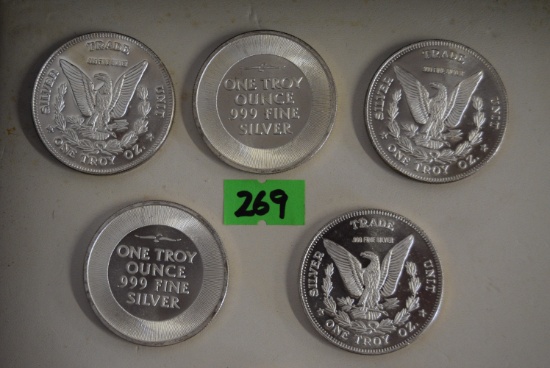 TRADE
SILVER
UNIT
ONE TROY OZ.
ONE TROY
OUNCE
999 FINE
SILVER
TRADE
SILVER
UNIT
ONE TROY OZ.
269
ONE TROY
OUNCE
999 FINE
SILVER
TRADE
.999 FINE SILVER
SILVER
UNIT
ONE TROY OZ.